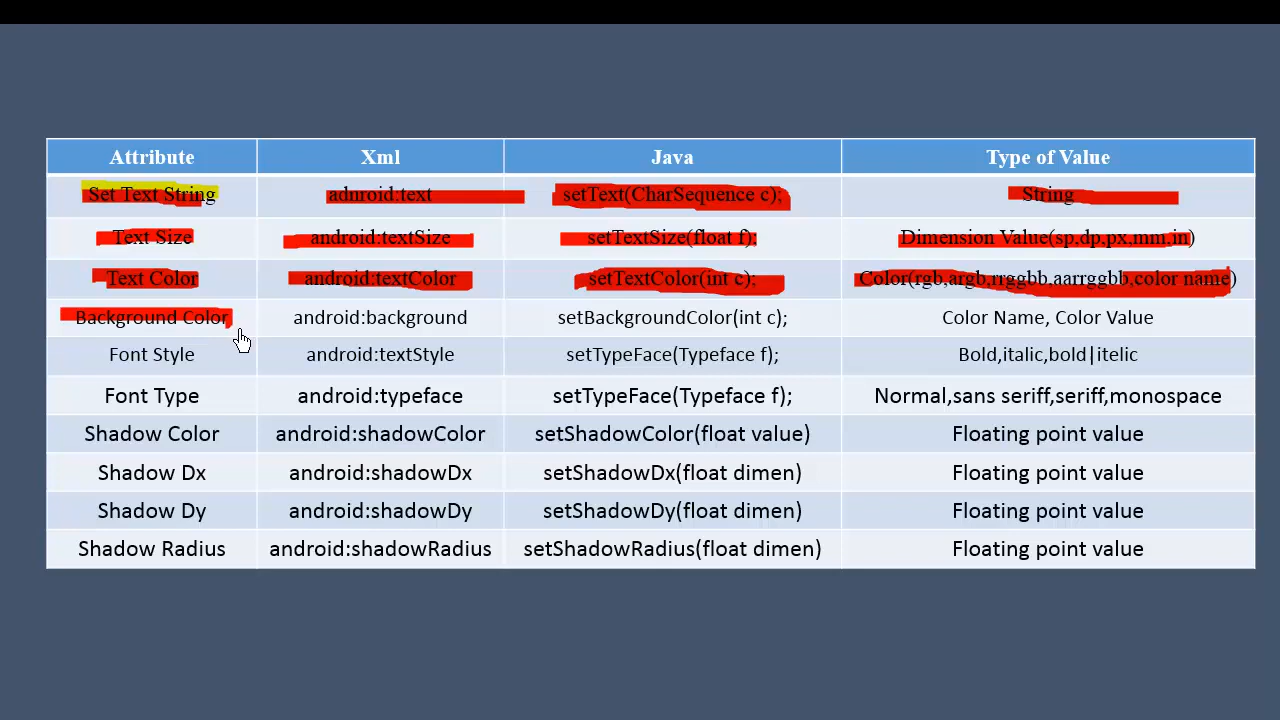 Attribute Xml Java Type of Value
Set Text String adnroid:text setText(CharSequence c); String
Text Size android:textSize setTextSize(float f); Dimension Value(sp,dp,px,mm,in)
Text Color android:textColor setTextColor(int c); Color(rgb,argb,rrggbb,aarrggbb,color name)
Background Color android:background setBackgroundColor(int c); Color Name, Color Value
Font Style android:textStyle setTypeFace(Typeface f); Bold,italic,bold|itelic
Font Type android:typeface setTypeFace(Typeface f); Normal,sans seriff,seriff,monospace
Shadow Color android:shadowColor setShadowColor(float value) Floating point value
Shadow Dx android:shadowDx setShadowDx(float dimen) Floating point value
Shadow Dy android:shadowDy setShadowDy(float dimen) Floating point value
Shadow Radius android:shadowRadius setShadowRadius(float dimen) Floating point value